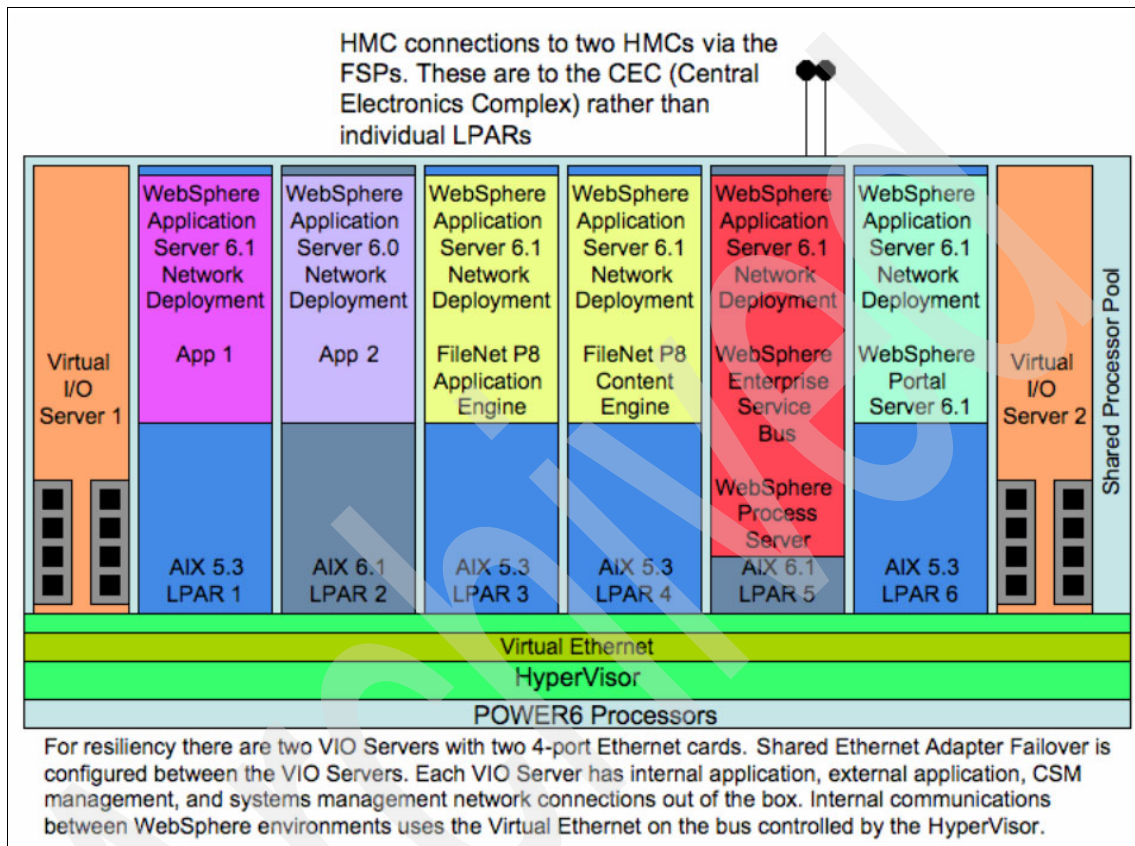 HMC connections to two HMCs via the
FSPs. These are to the CEC (Central
Electronics Complex) rather than
individual LPARs
Virtual
I/O
Server 1
WebSphere
Application
Server 6.1
Network
Deployment
App 1
AIX 5.3
LPAR 1
WebSphere
Application
Server 6.0
Network
Deployment
App 2
AIX 6.1
LPAR 2
WebSphere
Application
Server 6.1
Network
Deployment
FileNet P8
Application
Engine
AIX 5.3
LPAR 3
WebSphere
Application
Server 6.1
Network
Deployment
FileNet P8
Content
Engine
AIX 5.3
LPAR 4
WebSphere
Application
Server 6.1
Network
Deployment
WebSphere
Enterprise
Service
Bus
WebSphere
Process
Server
AIX 6.1
LPAR 5
WebSphere
Application
Server 6.1
Network
Deployment
WebSphere
Portal
Server 6.1
AIX 5.3
LPAR 6
Virtual
I/O
Server 2
Shared Processor Pool
Virtual Ethernet
HyperVisor
POWER6 Processors
For resiliency there are two VIO Servers with two 4-port Ethernet cards. Shared Ethernet Adapter Failover is
configured between the VIO Servers. Each VIO Server has internal application, external application, CSM
management, and systems management network connections out of the box. Internal communications
between WebSphere environments uses the Virtual Ethernet on the bus controlled by the HyperVisor.
Archived